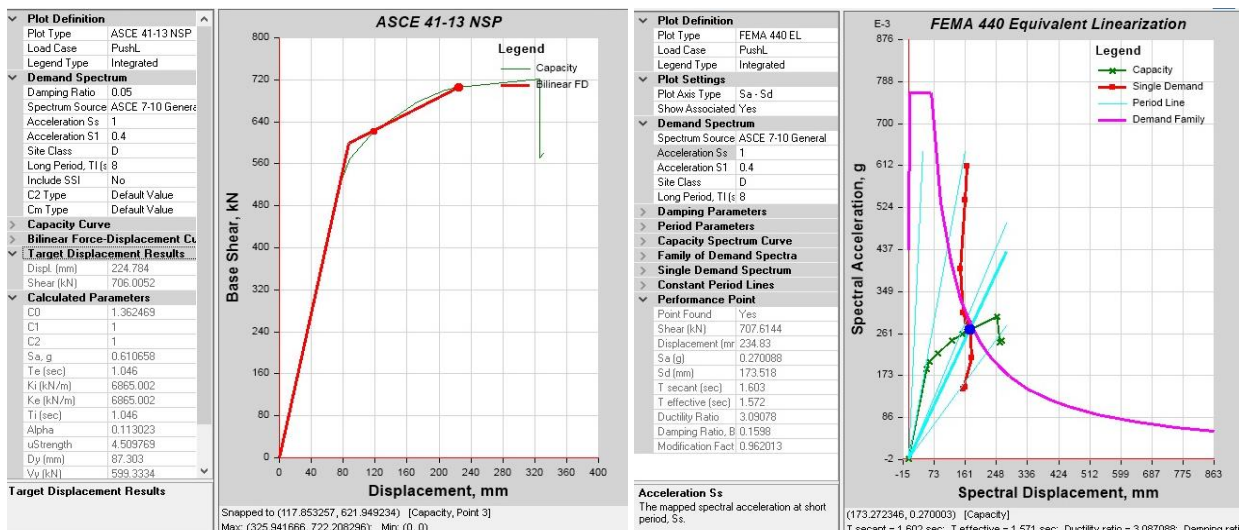 Plot Definition
Plot Type ASCE 41-13 NSP
Load Case PushL
Legend Type Integrated
Demand Spectrum
Damping Ratio 0.05
Spectrum Source ASCE 7-10 Genera
Acceleration Ss 1
Acceleration S1 0.4
Site Class D
Long Period, Tl (s 8
Include SSI No
C2 Type Default Value
Cm Type Default Value
Capacity Curve
Bilinear Force-Displacement Cu
Target Displacement Results
Displ. (mm) 224.784
Shear (kN) 706.0052
Calculated Parameters
C0 1.362469
C1 1
C2 1
Sa, g 0.610658
Te (sec) 1.046
Ki (kN/m) 6865.002
Ke (kN/m) 6865.002
Ti (sec) 1.046
Alpha 0.113023
uStrength 4.509769
Dy (mm) 87.303
Vy (kN) 599.3334
Target Displacement Results
ASCE 41-13 NSP
Legend
Capacity
Bilinear FD
800
720
640
560
480
400
320
240
160
80
0
Base Shear, kN
0 40 80 120 160 200 240 280 320 360 400
Displacement, mm
Snapped to (117.853257, 621.949234) [Capacity, Point 3]
Max: (325.941666, 722.208296); Min: (0, 0)
Plot Definition
Plot Type FEMA 440 EL
Load Case PushL
Legend Type Integrated
Plot Settings
Plot Axis Type Sa - Sd
Show Associated Yes
Demand Spectrum
Spectrum Source ASCE 7-10 General
Acceleration Ss 1
Acceleration S1 0.4
Site Class D
Long Period, Tl (s 8
Damping Parameters
Period Parameters
Capacity Spectrum Curve
Family of Demand Spectra
Single Demand Spectrum
Constant Period Lines
Performance Point
Point Found Yes
Shear (kN) 707.6144
Displacement (mr 234.83
Sa (g) 0.270088
Sd (mm) 173.518
T secant (sec) 1.603
T effective (sec) 1.572
Ductility Ratio 3.09078
Damping Ratio, B 0.1598
Modification Fact 0.962013
Acceleration Ss
The mapped spectral acceleration at short
period, Ss.
E-3
FEMA 440 Equivalent Linearization
Legend
Capacity
Single Demand
Period Line
Demand Family
876
788
700
612
524
437
349
261
173
86
-2
Spectral Acceleration, g
-15 73 161 248 336 424 512 599 687 775 863
Spectral Displacement, mm
(173.272346, 0.270003) [Capacity]
T secant = 1.602 sec; T effective = 1.571 sec; Ductility ratio = 3.087088; Damping ratio